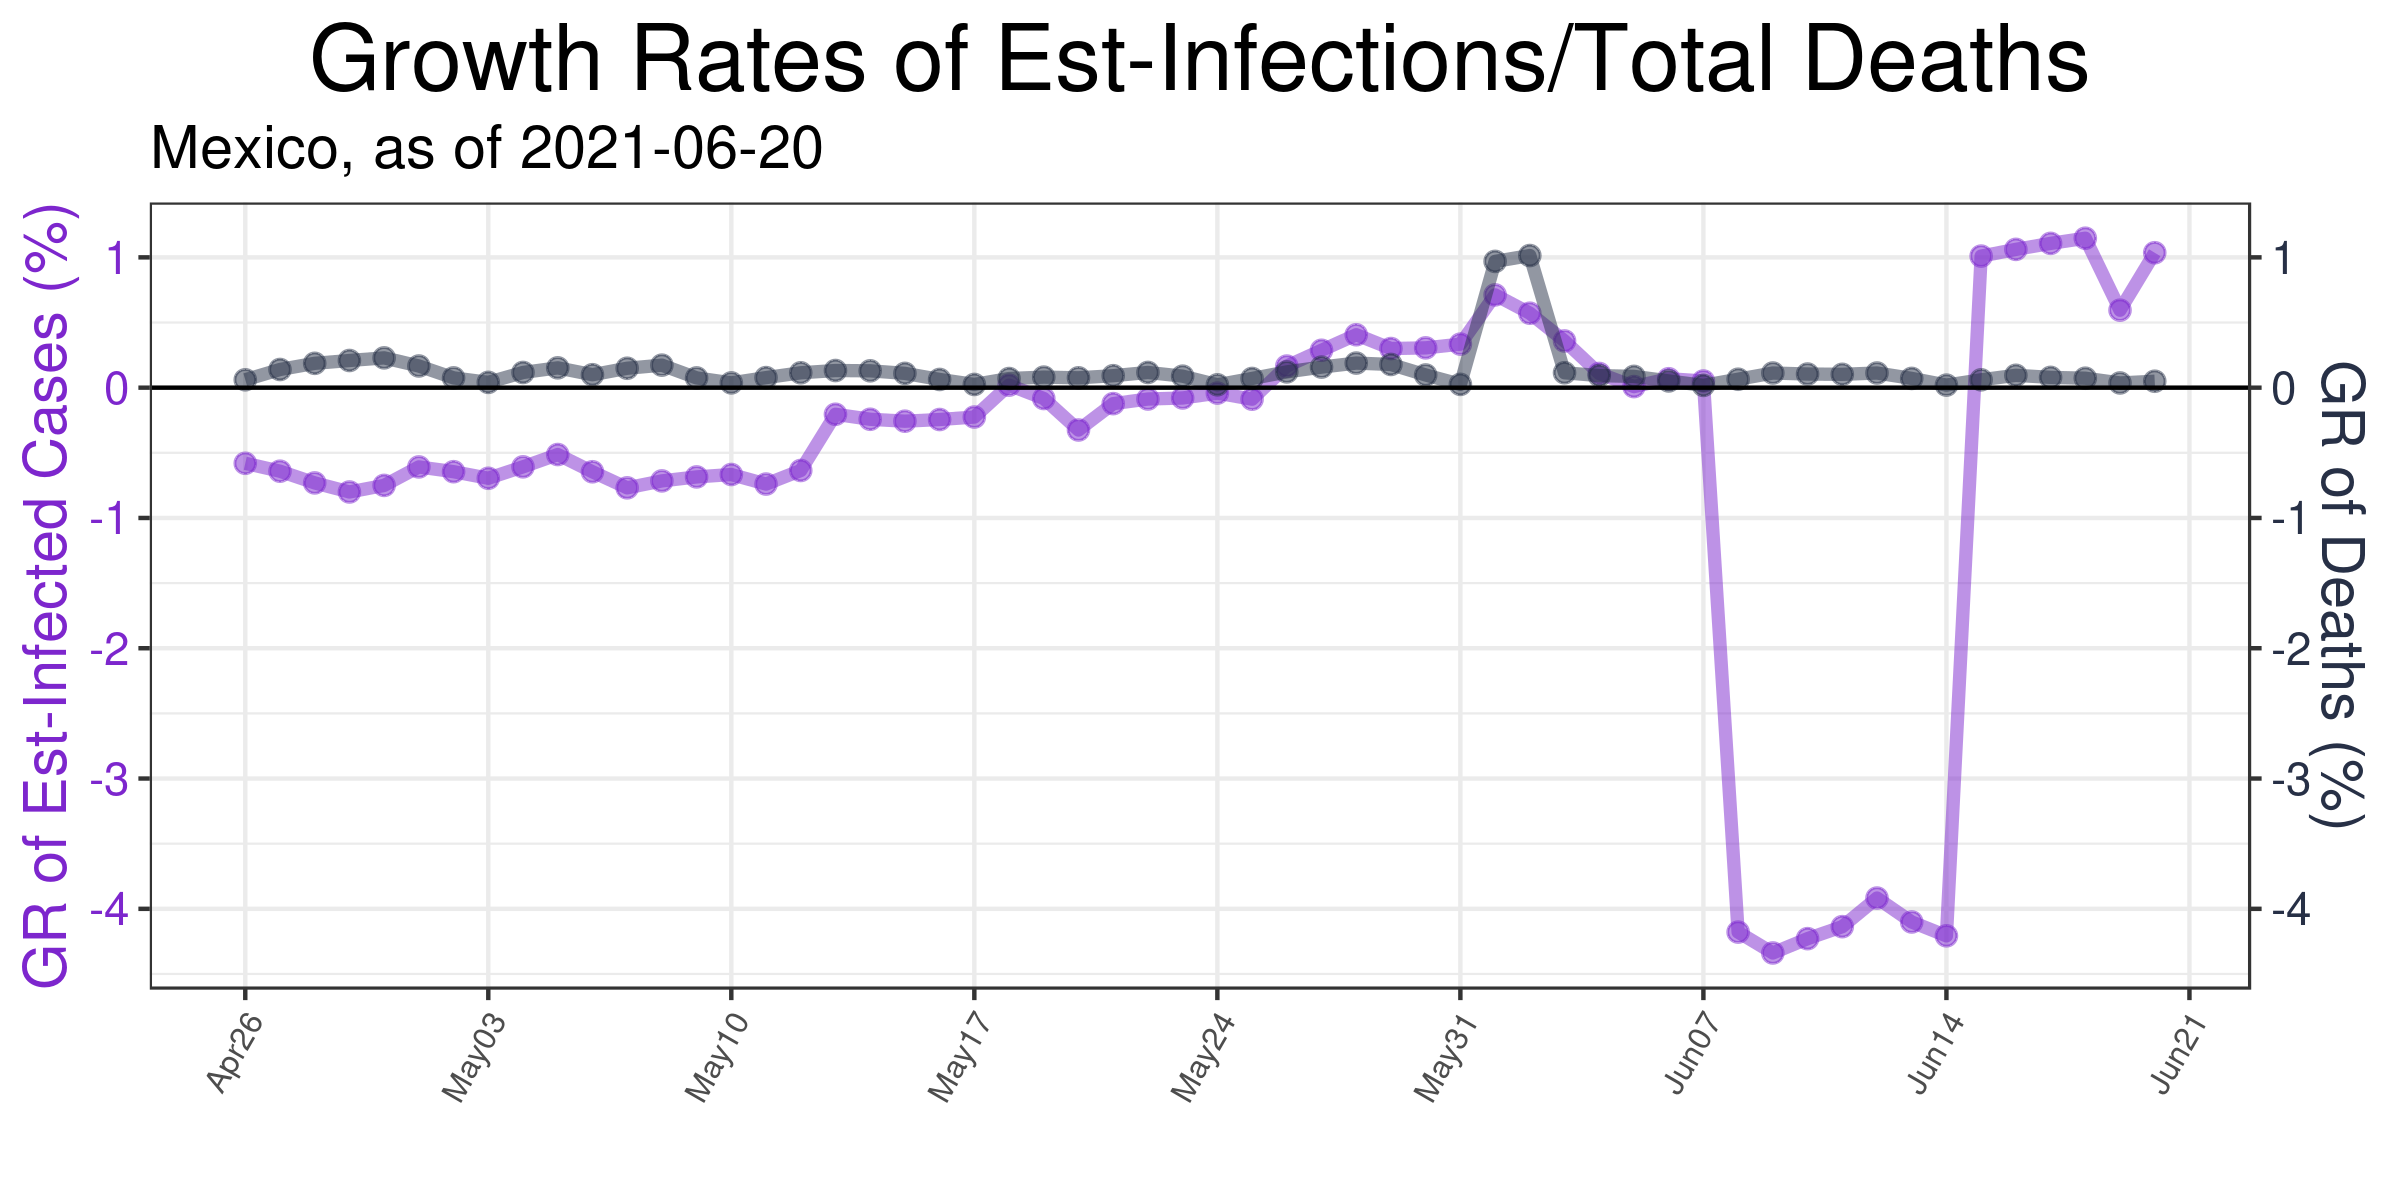 Growth Rates of Est-Infections/Total Deaths
Mexico, as of 2021-06-20
GR of Est-Infected Cases (%)
1
0
-1
-2
-3
-4
1
0
-1
-2
-3
-4
GR of Deaths (%)
Apr26
May03
May10
May17
May24
May31
Jun07
Jun14
Jun21